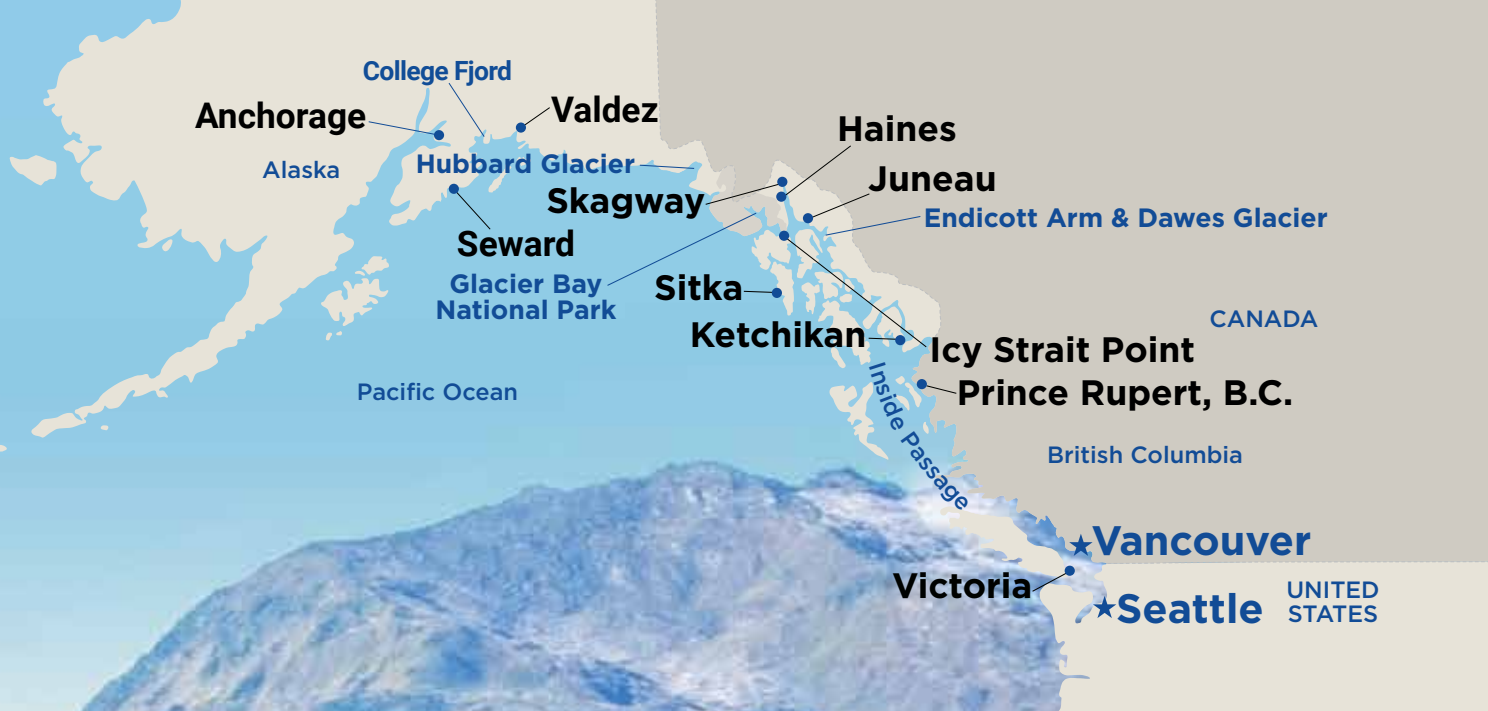 College Fjord
Anchorage
Valdez
Haines
Alaska
Hubbard Glacier
Juneau
Skagway
Endicott Arm & Dawes Glacier
Seward
Glacier Bay
National Park
Sitka
CANADA
Ketchikan
Icy Strait Point
Pacific Ocean
Prince Rupert, B.C.
Inside Passage
British Columbia
Vancouver
Victoria
Seattle
UNITED
STATES